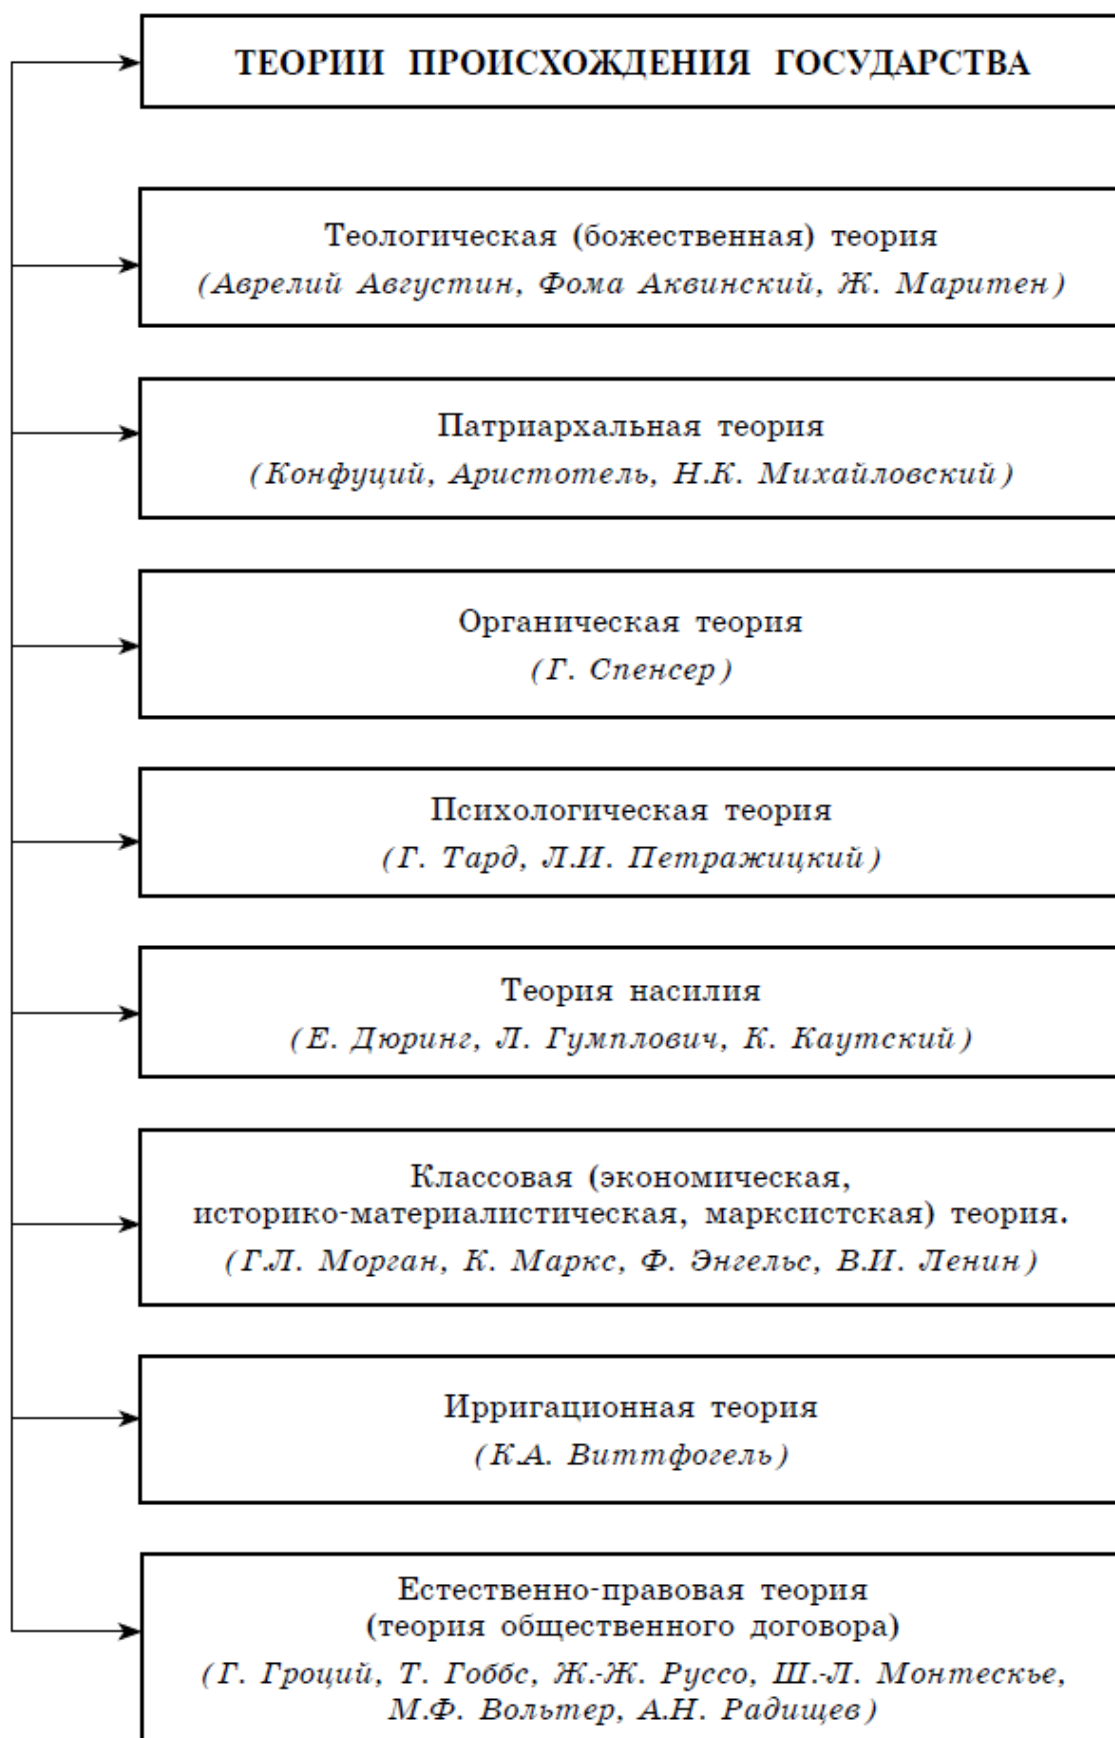 ТЕОРИИ ПРОИСХОЖДЕНИЯ ГОСУДАРСТВА
Теологическая (божественная) теория
(Аврелий Августин, Фома Аквинский, Ж. Маритен)
Патриархальная теория
(Конфуций, Аристотель, Н.К. Михайловский)
Органическая теория
(Г. Спенсер)
Психологическая теория
(Г. Тард, Л.И. Петражицкий)
Теория насилия
(Е. Дюринг, Л. Гумплович, К. Каутский)
Классовая (экономическая,
историко-материалистическая, марксистская) теория.
(Г.Л. Морган, К. Маркс, Ф. Энгельс, В.И. Ленин)
Ирригационная теория
(К.А. Виттфогель)
Естественно-правовая теория
(теория общественного договора)
(Г. Гроций, Т. Гоббс, Ж.-Ж. Руссо, Ш.-Л. Монтескье,
М.Ф. Вольтер, А.Н. Радищев)